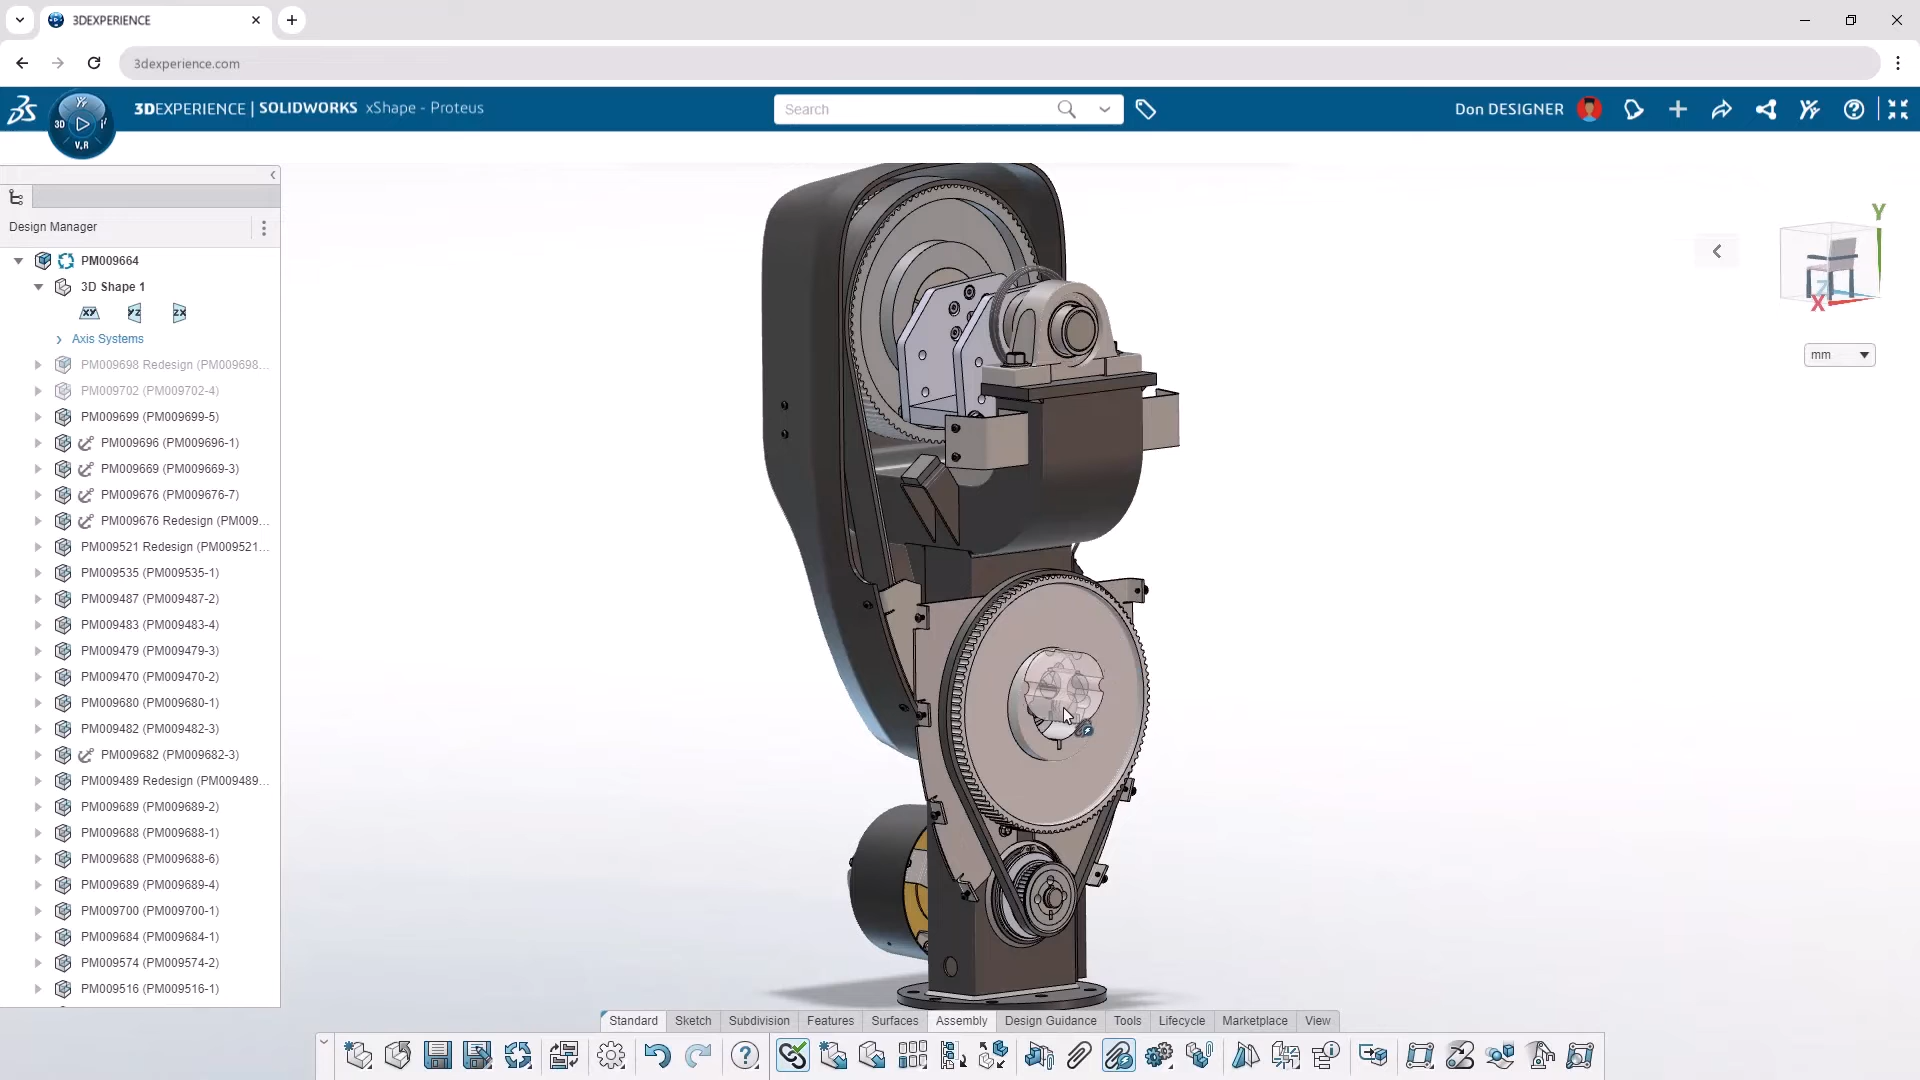 3DEXPERIENCE
3dexperience.com
3DEXPERIENCE | SOLIDWORKS xShape - Proteus
Search
Don DESIGNER
3D
V.R
Design Manager
PM009664
3D Shape 1
XY YZ ZX
Axis Systems
PM009698 Redesign (PM009698...
PM009702 (PM009702-4)
PM009699 (PM009699-5)
PM009696 (PM009696-1)
PM009669 (PM009669-3)
PM009676 (PM009676-7)
PM009676 Redesign (PM009...
PM009521 Redesign (PM009521...
PM009535 (PM009535-1)
PM009487 (PM009487-2)
PM009483 (PM009483-4)
PM009479 (PM009479-3)
PM009470 (PM009470-2)
PM009680 (PM009680-1)
PM009482 (PM009482-3)
PM009682 (PM009682-3)
PM009489 Redesign (PM009489...
PM009689 (PM009689-2)
PM009688 (PM009688-1)
PM009688 (PM009688-6)
PM009689 (PM009689-4)
PM009700 (PM009700-1)
PM009684 (PM009684-1)
PM009574 (PM009574-2)
PM009516 (PM009516-1)
Y
Z
X
mm
Standard Sketch Subdivision Features Surfaces Assembly Design Guidance Tools Lifecycle Marketplace View